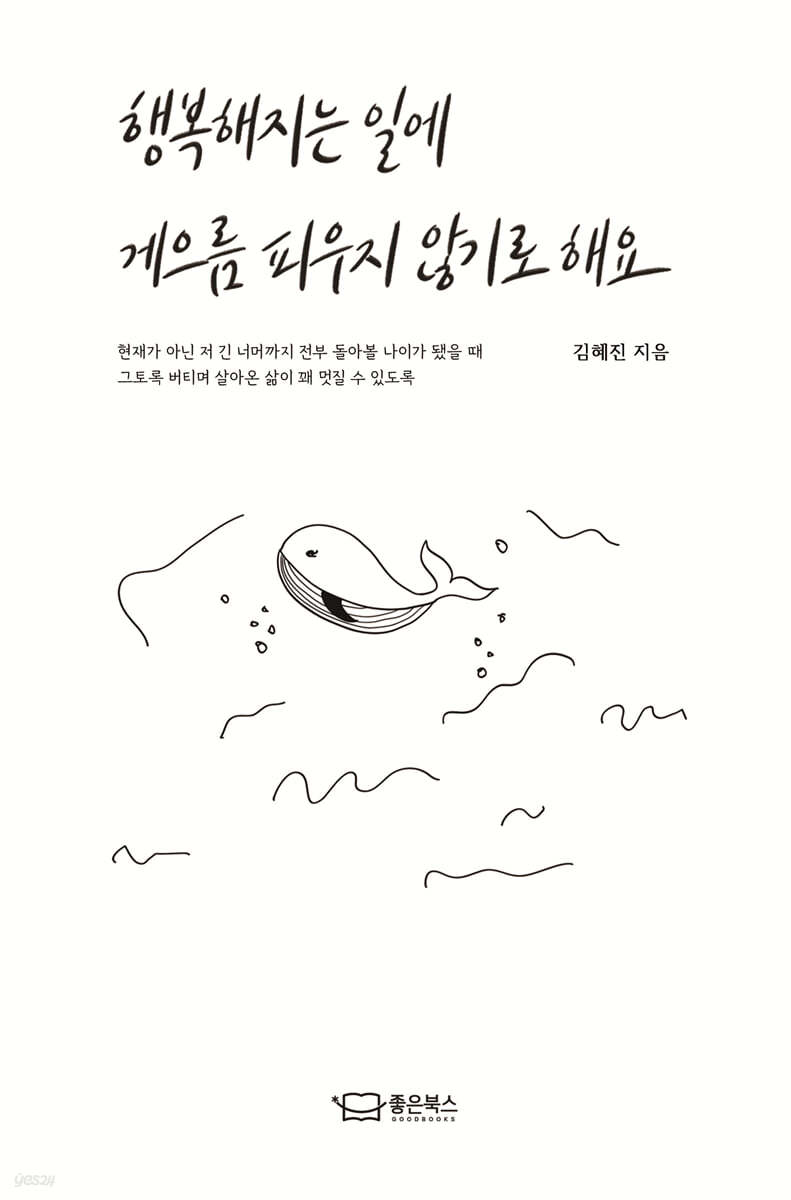 행복해지는 일에
게으름 피우지 않기로 해요
현재가 아닌 저 긴 너머까지 전부 돌아볼 나이가 됐을 때
그토록 버티며 살아온 삶이 꽤 멋질 수 있도록
김혜진 지음
좋은북스
GOODBOOKS
yes24